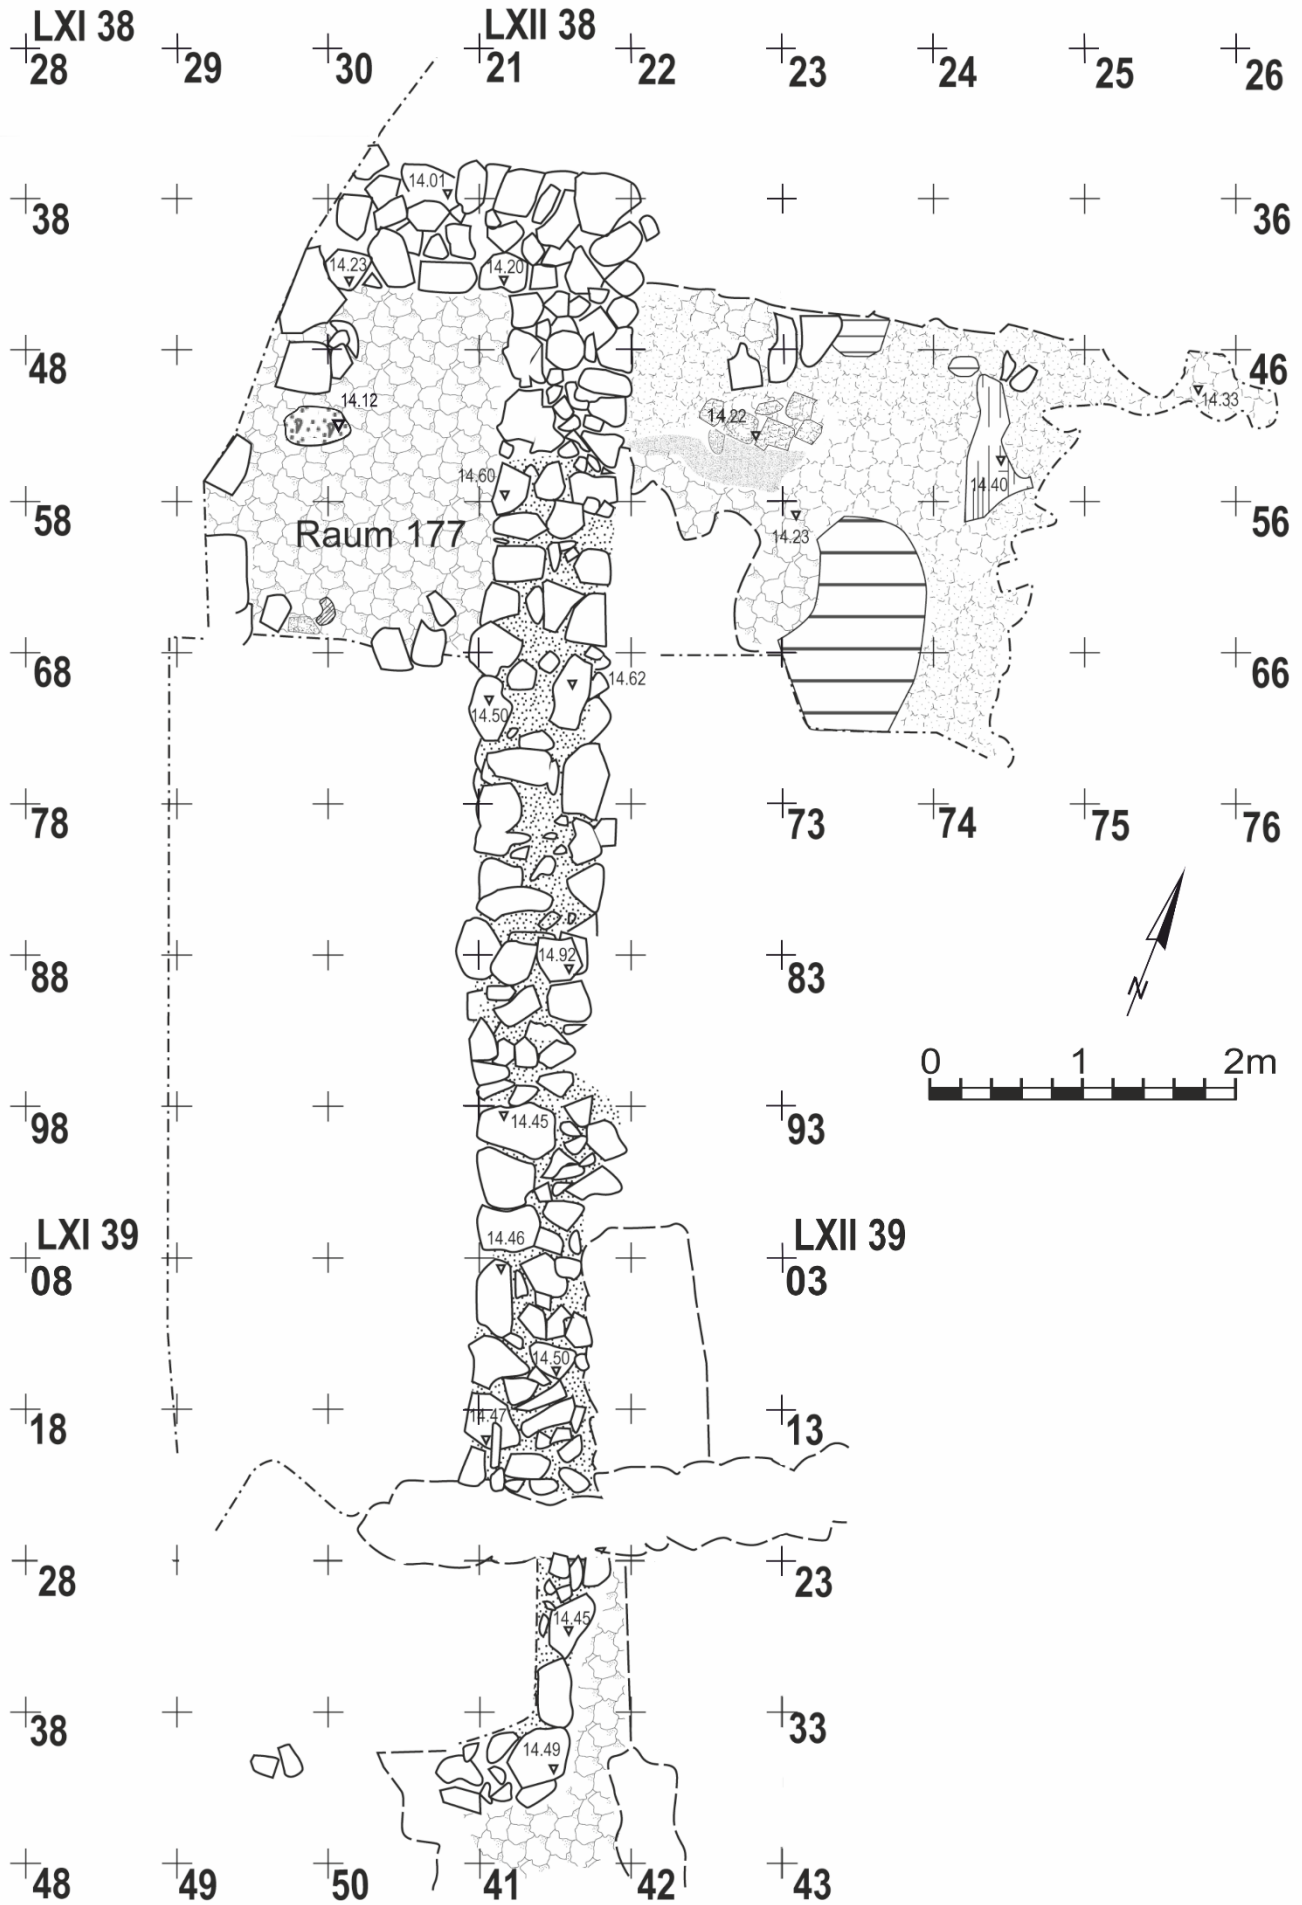 LXI 38 LXII 38
28 29 30 21 22 23 24 25 26
14.01
38 36
14.23 14.20
48 46
14.12 14.22 14.33
14.60 14.40
58 56
Raum 177 14.23
68 14.62 66
14.50
78 73 74 75 76
14.92
88 83
N
0 1 2m
98 14.45 93
LXI 39 14.46 LXII 39
08 03
14.50
18 14.47 13
28 23
14.45
38 33
14.49
48 49 50 41 42 43